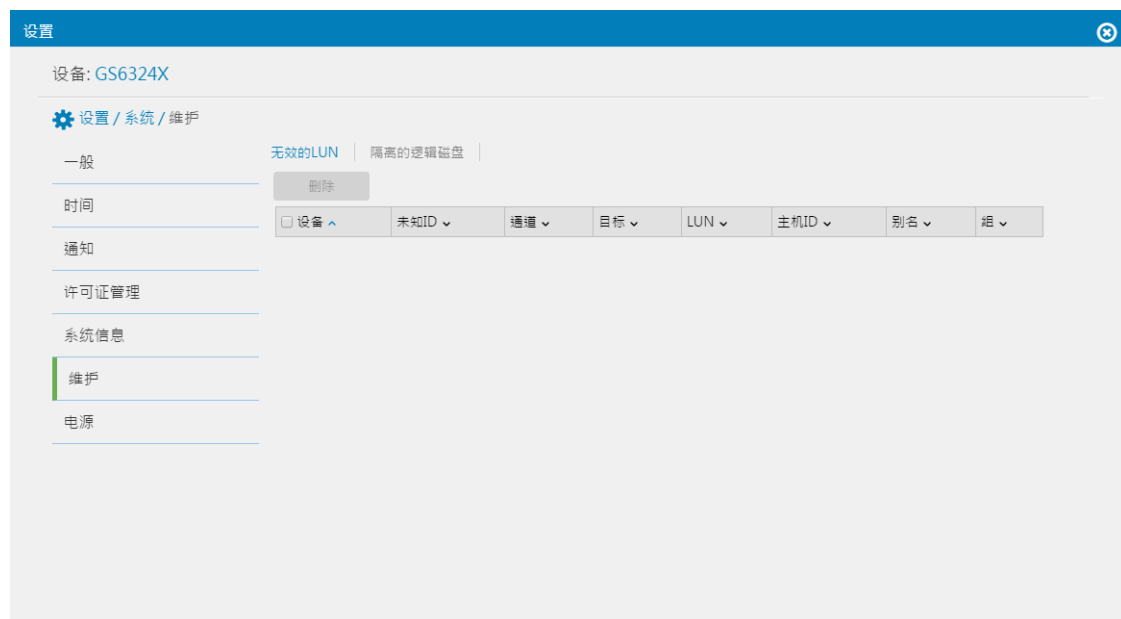 设置
设备: GS6324X
设置 / 系统 / 维护
一般
时间
通知
许可证管理
系统信息
维护
电源
无效的LUN 隔离的逻辑磁盘
删除
设备 未知ID 通道 目标 LUN 主机ID 别名 组